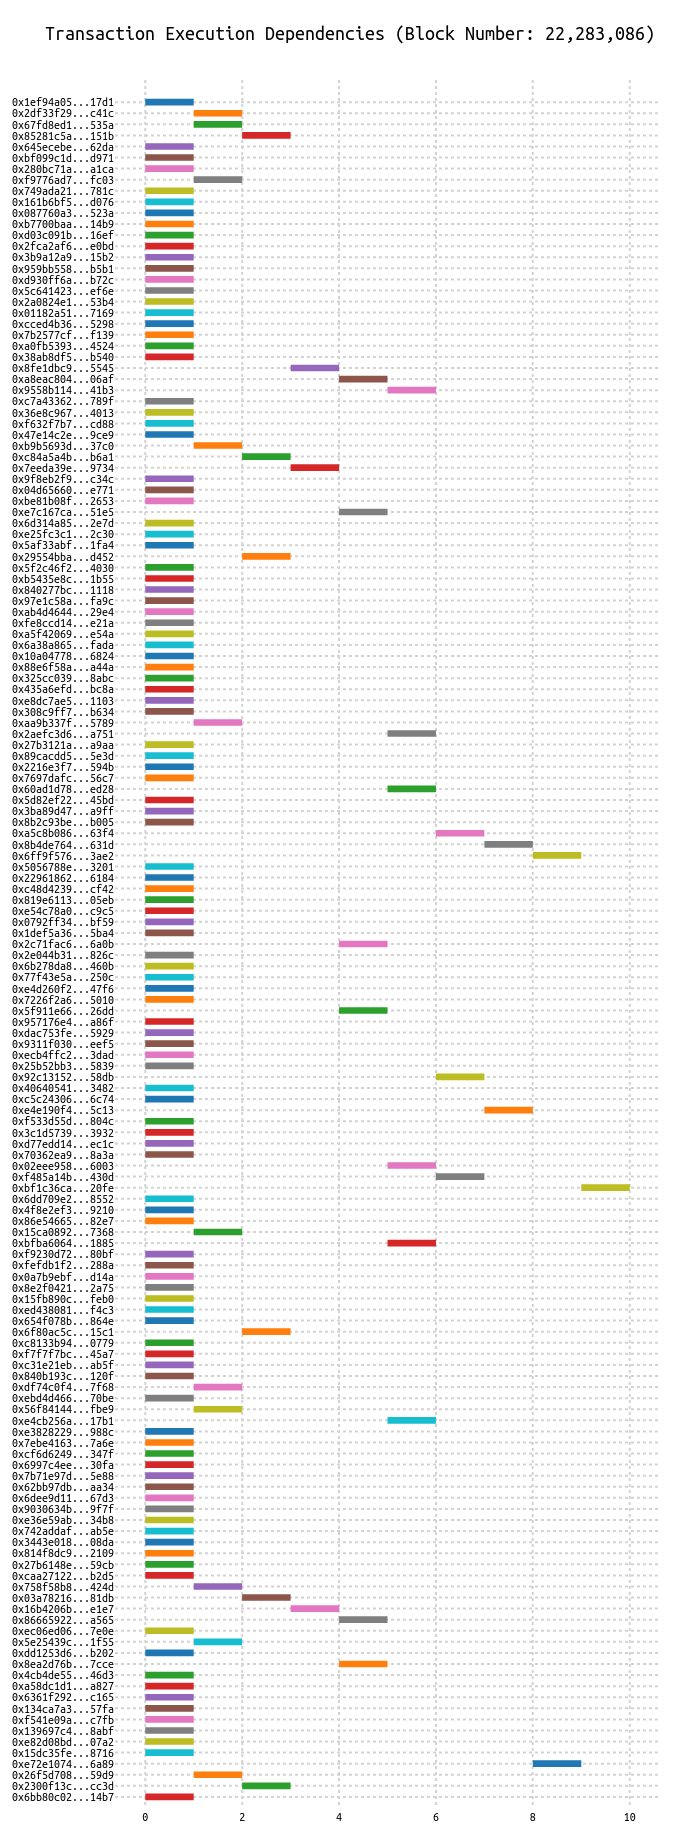 Transaction Execution Dependencies (Block Number: 22,283,086)
0x1ef94a05...17d1
0x2df33f29...c41c
0x67fd8ed1...535a
0x85281c5a...151b
0x645ecebe...62da
0xbf099c1d...d971
0x280bc71a...a1ca
0xf9776ad7...fc03
0x749ada21...781c
0x161b6bf5...d076
0x087760a3...523a
0xb7700baa...14b9
0xd03c091b...16ef
0x2fca2af6...e0bd
0x3b9a12a9...15b2
0x959bb558...b5b1
0xd930ff6a...b72c
0x5c641423...ef6e
0x2a0824e1...53b4
0x01182a51...7169
0xcced4b36...5298
0x7b2577cf...f139
0xa0fb5393...4524
0x38ab8df5...b540
0x8fe1dbc9...5545
0xa8eac804...06af
0x9558b114...41b3
0xc7a43362...789f
0x36e8c967...4013
0xf632f7b7...cd88
0x47e14c2e...9ce9
0xb9b5693d...37c0
0xc84a5a4b...b6a1
0x7eeda39e...9734
0x9f8eb2f9...c34c
0x04d65660...e771
0xbe81b08f...2653
0xe7c167ca...51e5
0x6d314a85...2e7d
0xe25fc3c1...2c30
0x5af33abf...1fa4
0x29554bba...d452
0x5f2c46f2...4030
0xb5435e8c...1b55
0x840277bc...1118
0x97e1c58a...fa9c
0xab4d4644...29e4
0xfe8ccd14...e21a
0xa5f42069...e54a
0x6a38a865...fada
0x10a04778...6824
0x88e6f58a...a44a
0x325cc039...8abc
0x435a6efd...bc8a
0xe8dc7ae5...1103
0x308c9ff7...b634
0xaa9b337f...5789
0x2aefc3d6...a751
0x27b3121a...a9aa
0x89cacdd5...5e3d
0x2216e3f7...594b
0x7697dafc...56c7
0x60ad1d78...ed28
0x5d82ef22...45bd
0x3ba89d47...a9ff
0x8b2c93be...b005
0xa5c8b086...63f4
0x8b4de764...631d
0x6ff9f576...3ae2
0x5056788e...3201
0x22961862...6184
0xc48d4239...cf42
0x819e6113...05eb
0xe54c78a0...c9c5
0x0792ff34...bf59
0x1def5a36...5ba4
0x2c71fac6...6a0b
0x2e044b31...826c
0x6b278da8...460b
0x77f43e5a...250c
0xe4d260f2...47f6
0x7226f2a6...5010
0x5f911e66...26dd
0x957176e4...a86f
0xdac753fe...5929
0x9311f030...eef5
0xecb4ffc2...3dad
0x25b52bb3...5839
0x92c13152...58db
0x40640541...3482
0xc5c24306...6c74
0xe4e190f4...5c13
0xf533d55d...804c
0x3c1d5739...3932
0xd77edd14...ec1c
0x70362ea9...8a3a
0x02eee958...6003
0xf485a14b...430d
0xbf1c36ca...20fe
0x6dd709e2...8552
0x4f8e2ef3...9210
0x86e54665...82e7
0x15ca0892...7368
0xbfba6064...1885
0xf9230d72...80bf
0xfefdb1f2...288a
0x0a7b9ebf...d14a
0x8e2f0421...2a75
0x15fb890c...feb0
0xed438081...f4c3
0x654f078b...864e
0x6f80ac5c...15c1
0xc8133b94...0779
0xf7f7f7bc...45a7
0xc31e21eb...ab5f
0x840b193c...120f
0xdf74c0f4...7f68
0xebd4d466...70be
0x56f84144...fbe9
0xe4cb256a...17b1
0xe3828229...988c
0x7ebe4163...7a6e
0xcf6d6249...347f
0x6997c4ee...30fa
0x7b71e97d...5e88
0x62bb97db...aa34
0x6dee9d11...67d3
0x9030634b...9f7f
0xe36e59ab...34b8
0x742addaf...ab5e
0x3443e018...08da
0x814f8dc9...2109
0x27b6148e...59cb
0xcaa27122...b2d5
0x758f58b8...424d
0x03a78216...81db
0x16b4206b...e1e7
0x86665922...a565
0xec06ed06...7e0e
0x5e25439c...1f55
0xdd1253d6...b202
0x8ea2d76b...7cce
0x4cb4de55...46d3
0xa58dc1d1...a827
0x6361f292...c165
0x134ca7a3...57fa
0xf541e09a...c7fb
0x139697c4...8abf
0xe82d08bd...07a2
0x15dc35fe...8716
0xe72e1074...6a89
0x26f5d708...59d9
0x2300f13c...cc3d
0x6bb80c02...14b7
0 2 4 6 8 10